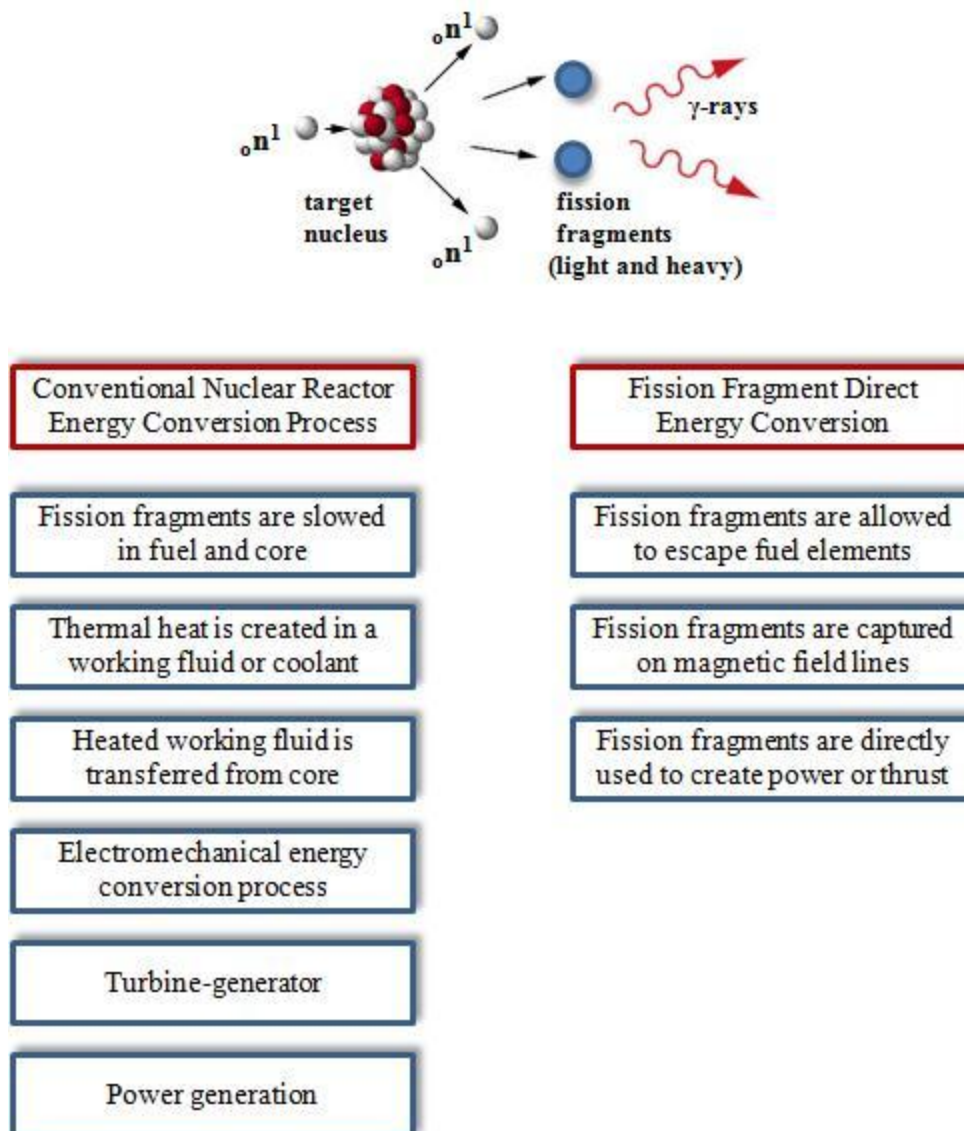 ₒn¹
ₒn¹
γ-rays
target
nucleus
ₒn¹
fission
fragments
(light and heavy)
Conventional Nuclear Reactor
Energy Conversion Process
Fission fragments are slowed
in fuel and core
Thermal heat is created in a
working fluid or coolant
Heated working fluid is
transferred from core
Electromechanical energy
conversion process
Turbine-generator
Power generation
Fission Fragment Direct
Energy Conversion
Fission fragments are allowed
to escape fuel elements
Fission fragments are captured
on magnetic field lines
Fission fragments are directly
used to create power or thrust